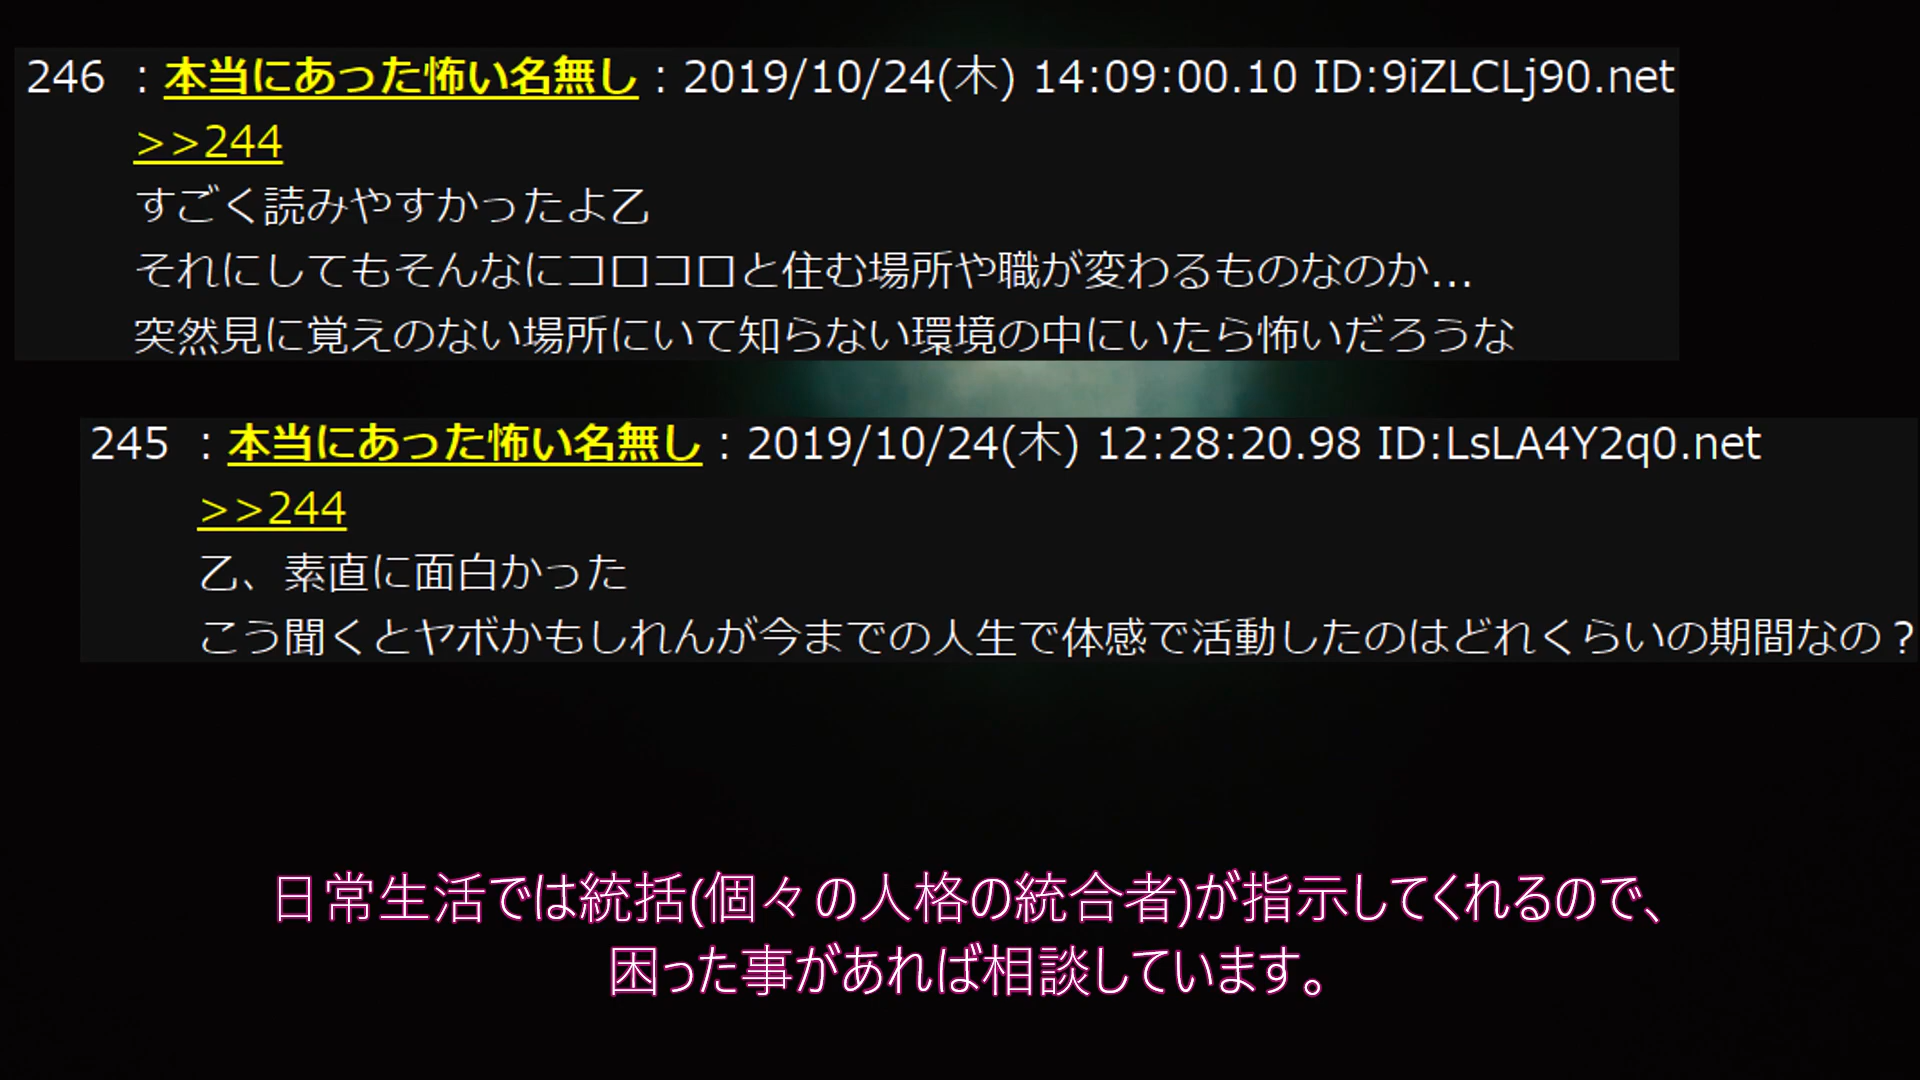 246 ：本当にあった怖い名無し：2019/10/24(木) 14:09:00.10 ID:9iZLCLj90.net
>>244
すごく読みやすかったよ乙
それにしてもそんなにコロコロと住む場所や職が変わるものなのか…
突然見に覚えのない場所にいて知らない環境の中にいたら怖いだろうな
245 ：本当にあった怖い名無し：2019/10/24(木) 12:28:20.98 ID:LsLA4Y2q0.net
>>244
乙、素直に面白かった
こう聞くとヤボかもしれんが今までの人生で体感で活動したのはどれくらいの期間なの？
日常生活では統括(個々の人格の統合者)が指示してくれるので、
困った事があれば相談しています。